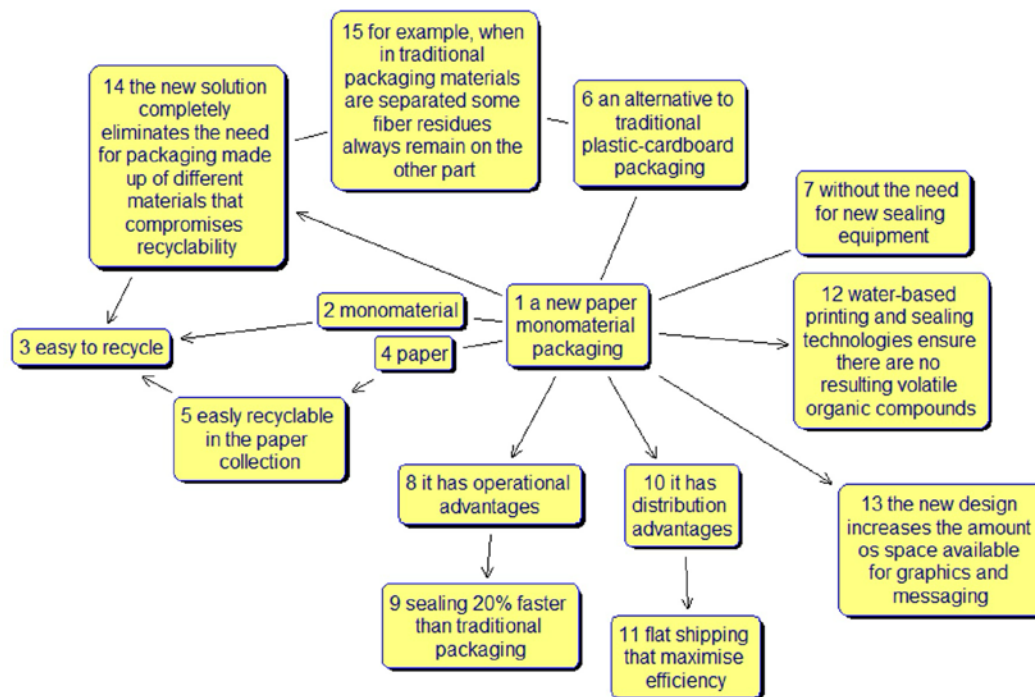 15 for example, when
in traditional
packaging materials
are separated some
fiber residues
always remain on the
other part
14 the new solution
completely
eliminates the need
for packaging made
up of different
materials that
compromises
recyclability
6 an alternative to
traditional
plastic-cardboard
packaging
7 without the need
for new sealing
equipment
2 monomaterial
1 a new paper
monomaterial
packaging
12 water-based
printing and sealing
technologies ensure
there are no
resulting volatile
organic compounds
3 easy to recycle
4 paper
5 easly recyclable
in the paper
collection
8 it has operational
advantages
10 it has
distribution
advantages
13 the new design
increases the amount
os space available
for graphics and
messaging
9 sealing 20% faster
than traditional
packaging
11 flat shipping
that maximise
efficiency